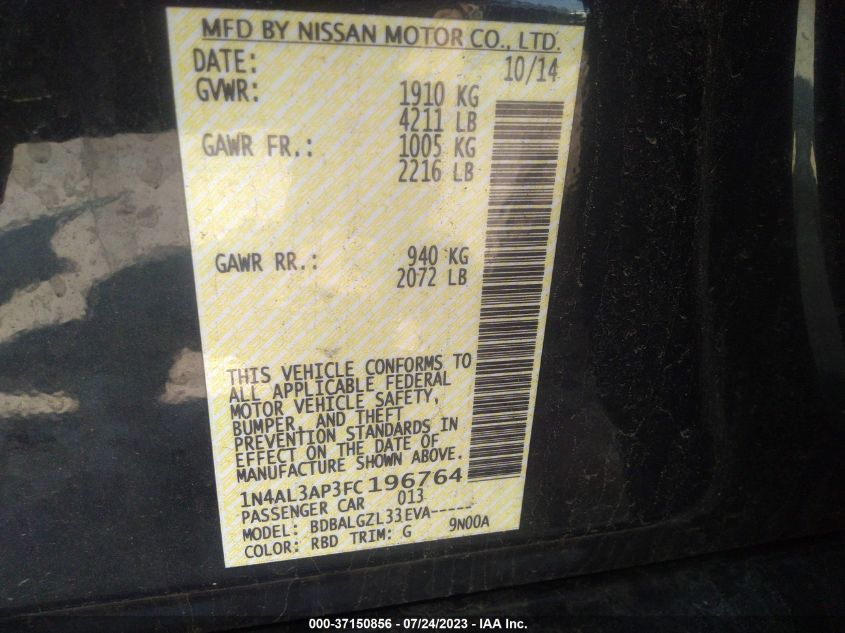 MFD BY NISSAN MOTOR CO., LTD.
DATE: 10/14
GVWR: 1910 KG
4211 LB
GAWR FR.: 1005 KG
2216 LB
GAWR RR.: 940 KG
2072 LB
THIS VEHICLE CONFORMS TO
ALL APPLICABLE FEDERAL
MOTOR VEHICLE SAFETY,
BUMPER, AND THEFT
PREVENTION STANDARDS IN
EFFECT ON THE DATE OF
MANUFACTURE SHOWN ABOVE.
1N4AL3AP3FC196764
PASSENGER CAR 013
MODEL: BDBALGZL33EVA-----
COLOR: RBD TRIM: G 9N00A
000-37150856 / 07/24/2023 - IAA Inc.